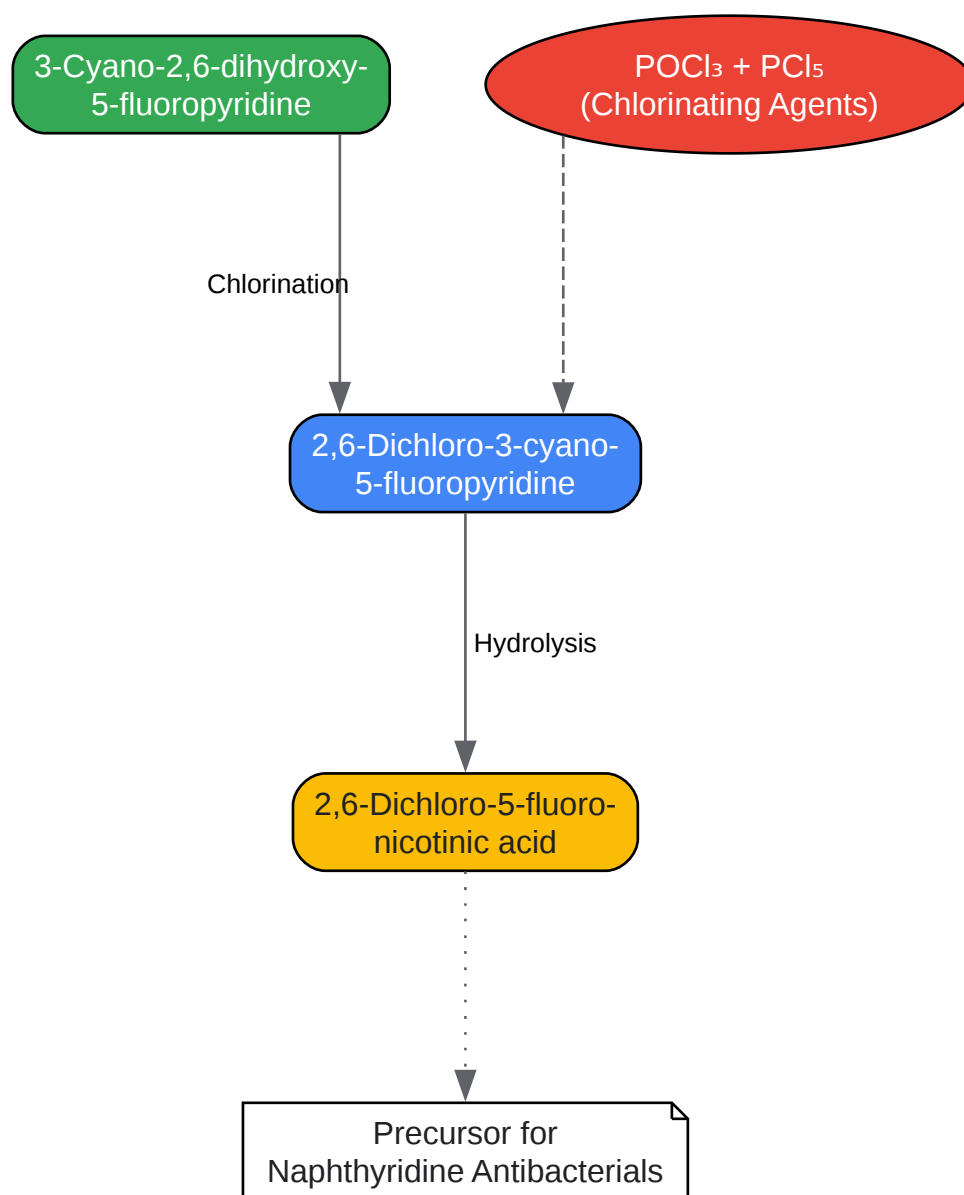 3-Cyano-2,6-dihydroxy-
5-fluoropyridine
POCl₃ + PCl₅
(Chlorinating Agents)
Chlorination
2,6-Dichloro-3-cyano-
5-fluoropyridine
Hydrolysis
2,6-Dichloro-5-fluoro-
nicotinic acid
Precursor for
Naphthyridine Antibacterials